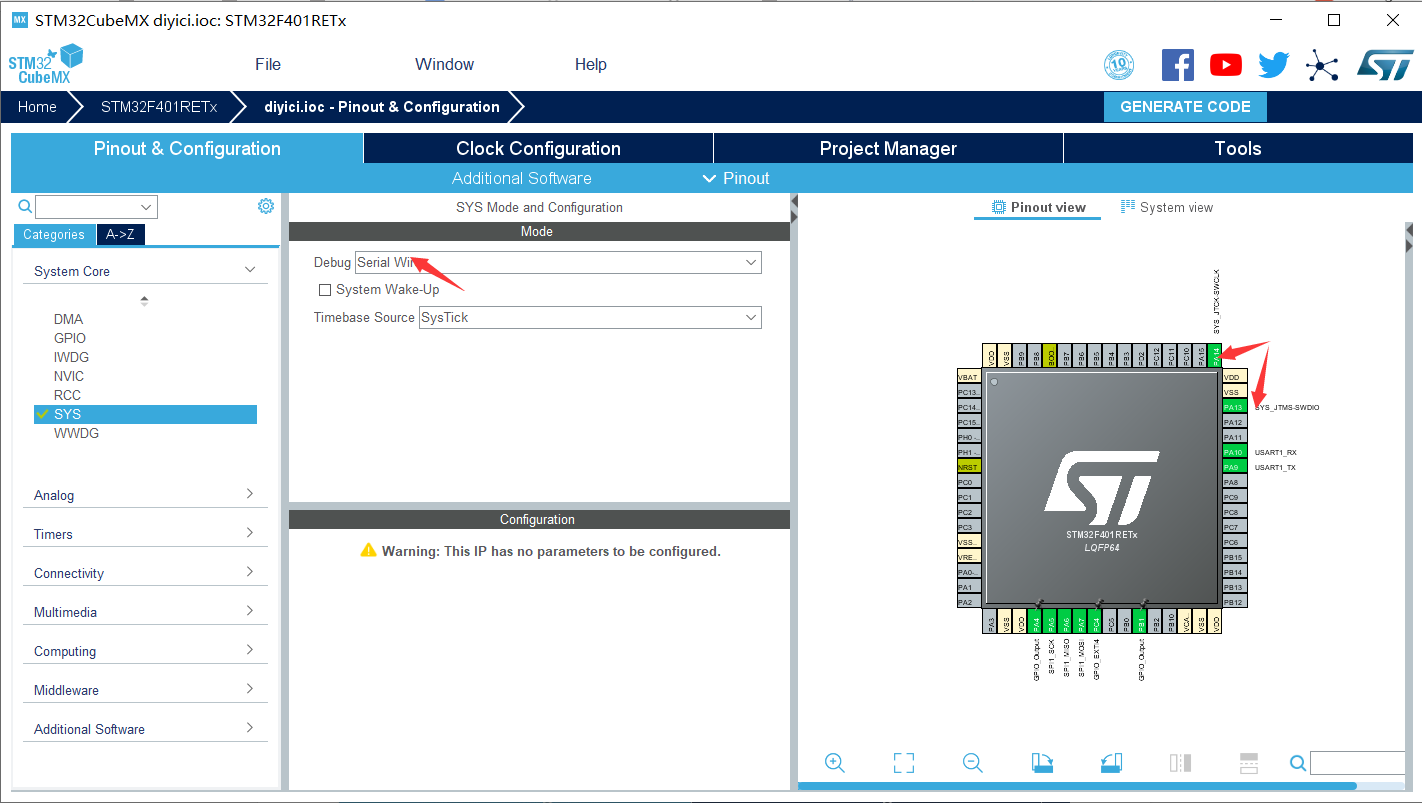 MX STM32CubeMX diyici.ioc: STM32F401RETx
STM32
CubeMX
File Window Help
10
Home STM32F401RETx diyici.ioc - Pinout & Configuration GENERATE CODE
Pinout & Configuration Clock Configuration Project Manager Tools
Additional Software Pinout
Categories A->Z
System Core
DMA
GPIO
IWDG
NVIC
RCC
SYS
WWDG
Analog
Timers
Connectivity
Multimedia
Computing
Middleware
Additional Software
SYS Mode and Configuration
Mode
Debug Serial Wire
System Wake-Up
Timebase Source SysTick
Configuration
Warning: This IP has no parameters to be configured.
Pinout view System view
SYS_JTCK-SWCLK
VDD
VSS
PB9
PB8
BOO..
PB7
PB6
PB5
PB4
PB3
PD2
PC12
PC11
PC10
PA15
PA14
VBAT
PC13..
PC14..
PC15..
PH0 -..
PH1 -..
NRST
PC0
PC1
PC2
PC3
VSS..
VRE..
PA0-..
PA1
PA2
STM32F401RETx
LQFP64
VDD
VSS
PA13 SYS_JTMS-SWDIO
PA12
PA11
PA10 USART1_RX
PA9 USART1_TX
PA8
PC9
PC8
PC7
PC6
PB15
PB14
PB13
PB12
PA3
VSS
VDD
PA4
PA5
PA6
PA7
PC4
PC5
PB0
PB1
PB2
PB10
VCA..
VSS
VDD
GPIO_Output
SPI1_SCK
SPI1_MISO
SPI1_MOSI
GPIO_EXTI4
GPIO_Output